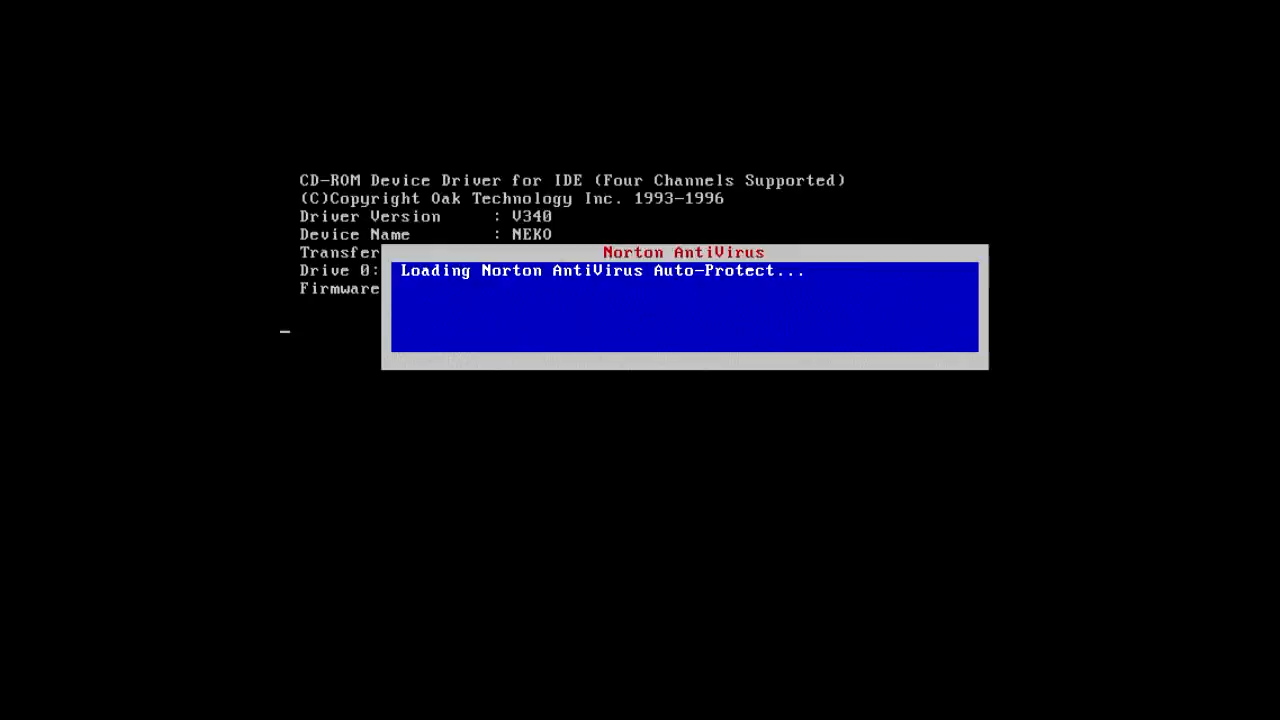 CD-ROM Device Driver for IDE (Four Channels Supported)
(C)Copyright Oak Technology Inc. 1993-1996
Driver Version : V340
Device Name : NEKO
Transfer
Drive 0:
Firmware
Norton AntiVirus
Loading Norton AntiVirus Auto-Protect...
_